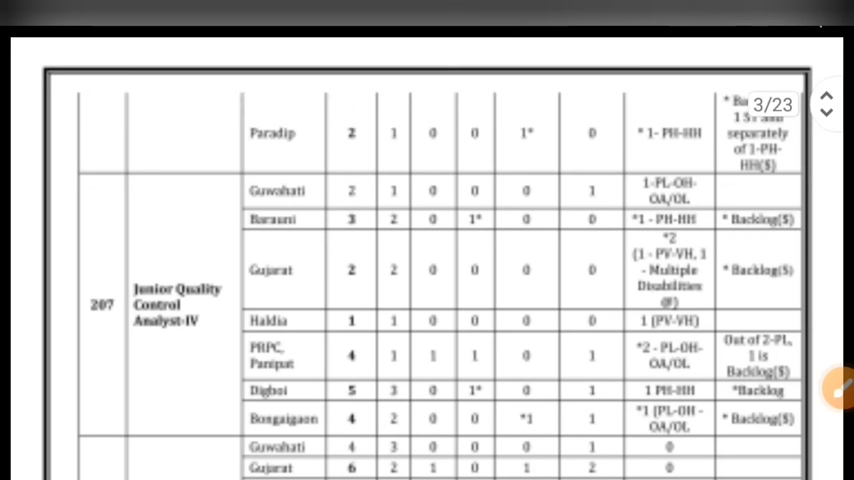 3/23
Paradip 2 1 0 0 1* 0 * 1- PH-HH
separately
of 1-PH-
HH($)
Guwahati 2 1 0 0 0 1 1-PL-OH-
OA/OL
Barauni 3 2 0 1* 0 0 *1 - PH-HH * Backlog($)
207 Junior Quality
Control
Analyst-IV
Gujarat 2 2 0 0 0 0 *2
(1 - PV-VH, 1
- Multiple
Disabilities
* Backlog($)
Haldia 1 1 0 0 0 0 1 (PV-VH)
PRPC,
Panipat 4 1 1 1 0 1 *2 - PL-OH-
OA/OL
Out of 2-PL,
1 is
Backlog($)
Digboi 5 3 0 1* 0 1 1 PH-HH *Backlog
Bongaigaon 4 2 0 0 *1 1 *1 (PL-OH -
OA/OL * Backlog($)
Guwahati 4 3 0 0 0 1 0
Gujarat 6 2 1 0 1 2 0